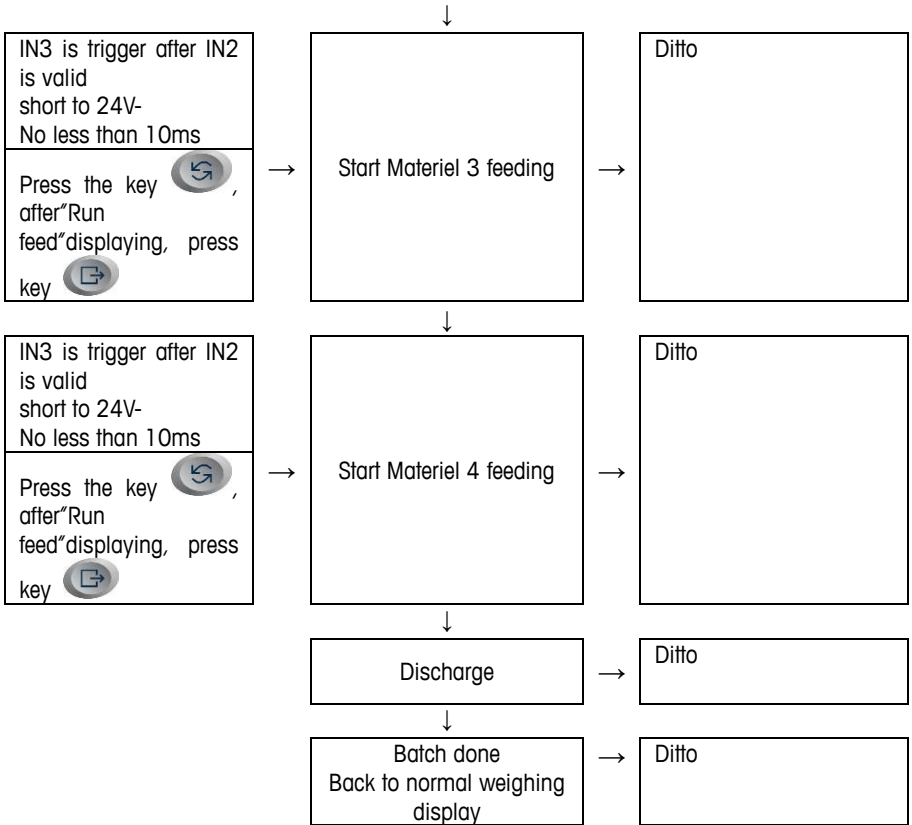 ↓
IN3 is trigger after IN2
is valid
short to 24V-
No less than 10ms
Press the key ,
after"Run
feed"displaying, press
key
→
Start Materiel 3 feeding
→
Ditto
↓
IN3 is trigger after IN2
is valid
short to 24V-
No less than 10ms
Press the key ,
after"Run
feed"displaying, press
key
→
Start Materiel 4 feeding
→
Ditto
↓
Discharge
→
Ditto
↓
Batch done
Back to normal weighing
display
→
Ditto